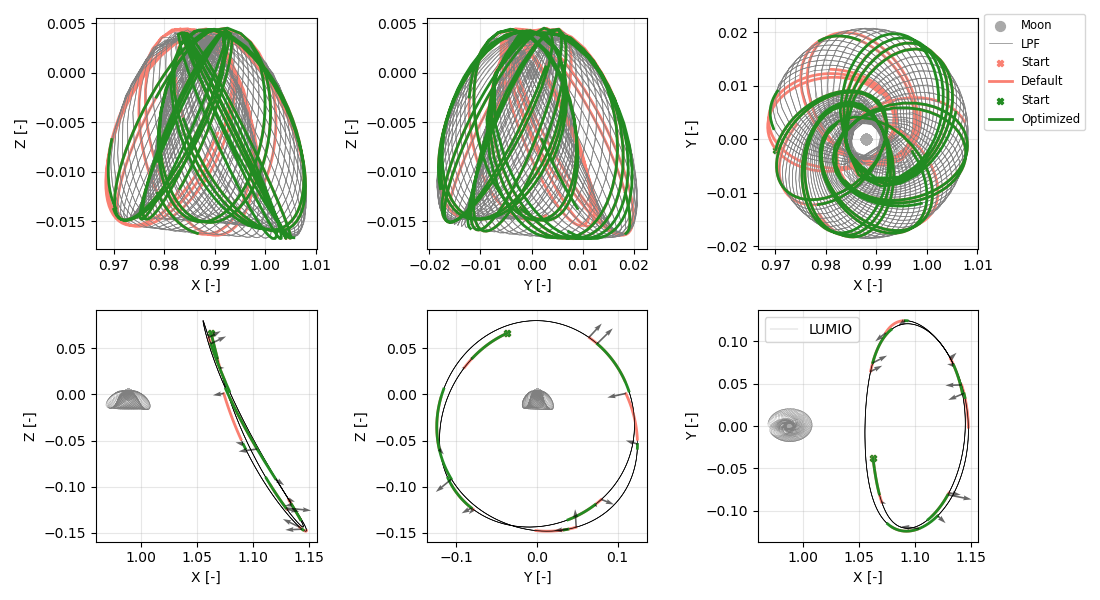 0.005
0.000
−0.005
−0.010
−0.015
Z [-]
0.97
0.98
0.99
1.00
1.01
X [-]
0.005
0.000
−0.005
−0.010
−0.015
Z [-]
−0.02
−0.01
0.00
0.01
0.02
Y [-]
0.02
0.01
0.00
−0.01
−0.02
Y [-]
0.97
0.98
0.99
1.00
1.01
X [-]
Moon
LPF
Start
Default
Start
Optimized
0.05
0.00
−0.05
−0.10
−0.15
Z [-]
1.00
1.05
1.10
1.15
X [-]
0.05
0.00
−0.05
−0.10
−0.15
Z [-]
−0.1
0.0
0.1
Y [-]
LUMIO
0.10
0.05
0.00
−0.05
−0.10
Y [-]
1.00
1.05
1.10
1.15
X [-]